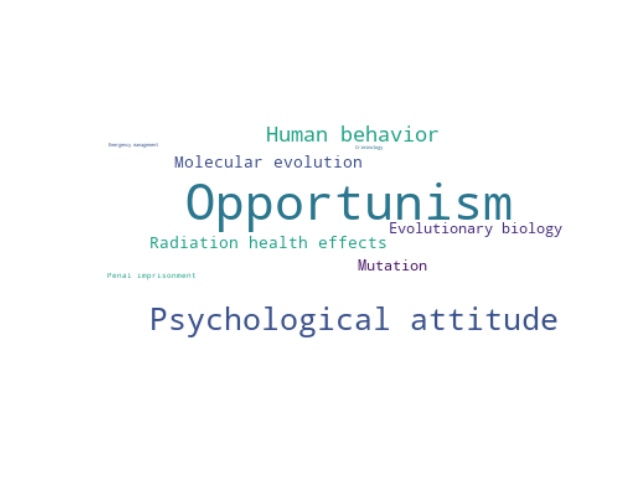 Human behavior
Emergency management
Criminology
Molecular evolution
Opportunism
Evolutionary biology
Radiation health effects
Mutation
Penal imprisonment
Psychological attitude